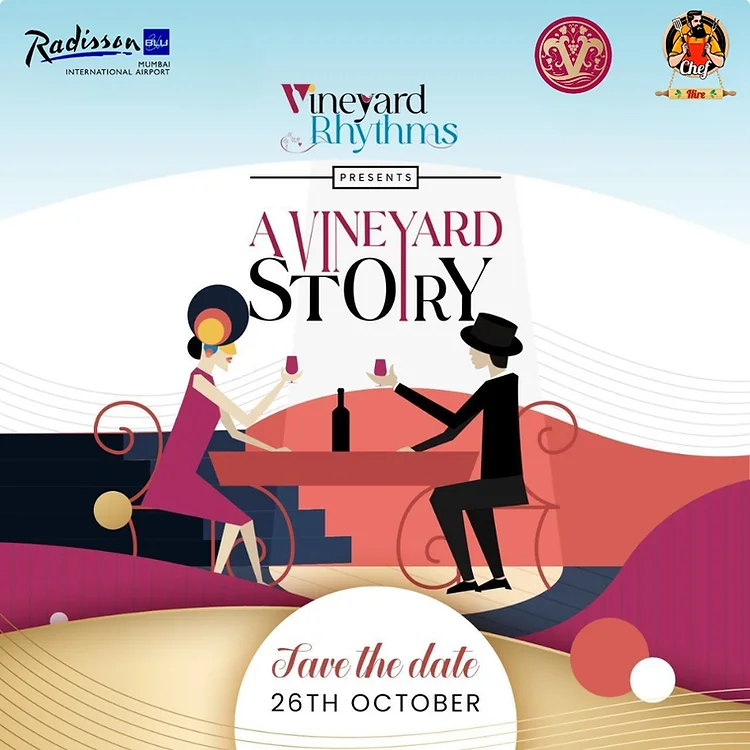 Radisson BLU
MUMBAI
INTERNATIONAL AIRPORT
V
Chef
Hire
Vineyard
Rhythms
PRESENTS
A VINEYARD
STORY
Save the date
26TH OCTOBER